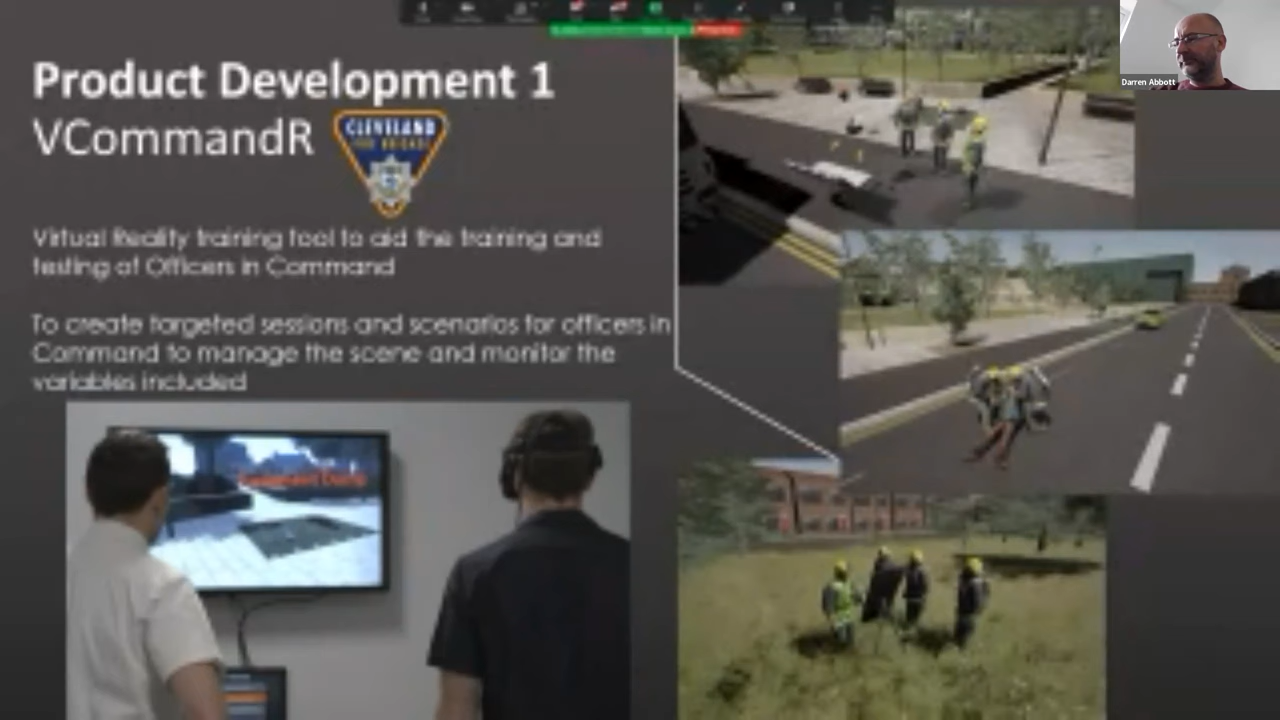 Product Development 1
VCommandR
CLEVELAND
FIRE BRIGADE
Virtual Reality training tool to aid the training and
testing of Officers in Command
To create targeted sessions and scenarios for officers in
Command to manage the scene and monitor the
variables included
Darren Abbott